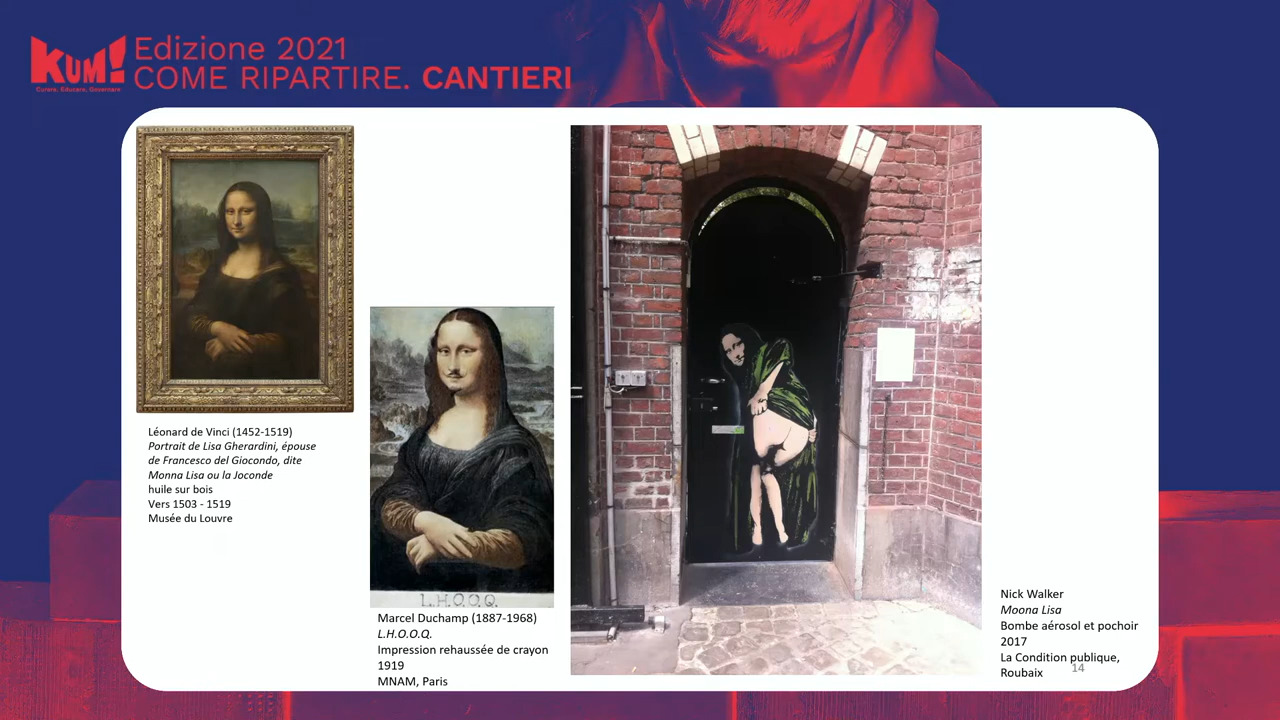 KUM!
Curare, Educare, Governare
Edizione 2021
COME RIPARTIRE. CANTIERI
Léonard de Vinci (1452-1519)
Portrait de Lisa Gherardini, épouse
de Francesco del Giocondo, dite
Monna Lisa ou la Joconde
huile sur bois
Vers 1503 - 1519
Musée du Louvre
L.H.O.O.Q.
Marcel Duchamp (1887-1968)
L.H.O.O.Q.
Impression rehaussée de crayon
1919
MNAM, Paris
Nick Walker
Moona Lisa
Bombe aérosol et pochoir
2017
La Condition publique,
Roubaix
14